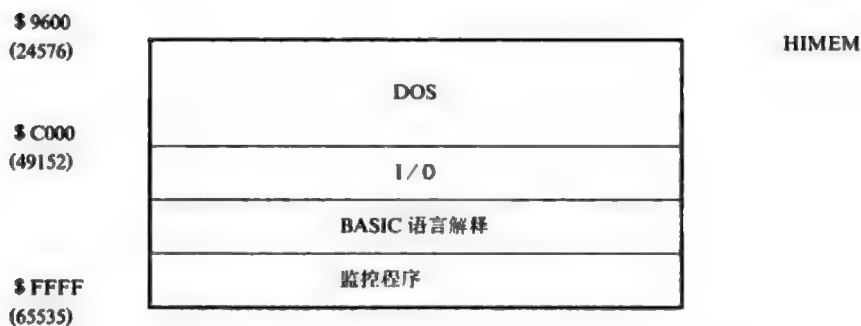 $9600
(24576)
HIMEM
DOS
$C000
(49152)
I/O
BASIC 语言解释
监控程序
$FFFF
(65535)